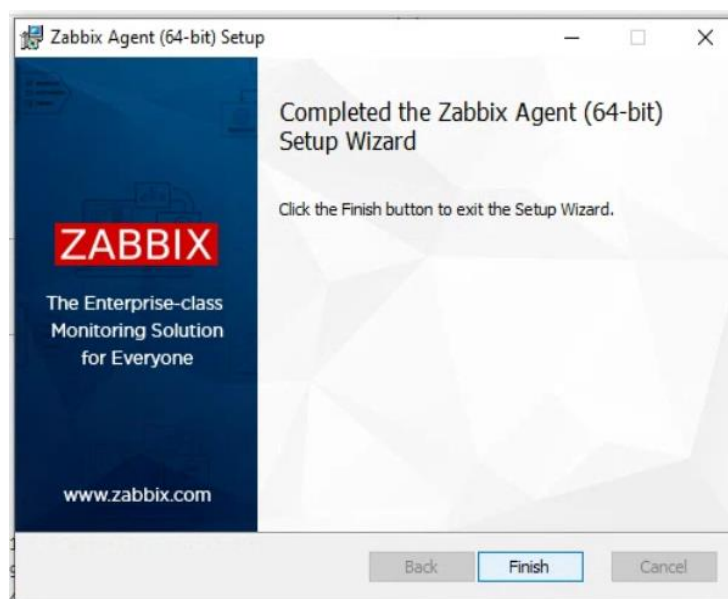 Zabbix Agent (64-bit) Setup
Completed the Zabbix Agent (64-bit)
Setup Wizard
Click the Finish button to exit the Setup Wizard.
ZABBIX
The Enterprise-class
Monitoring Solution
for Everyone
www.zabbix.com
Back
Finish
Cancel